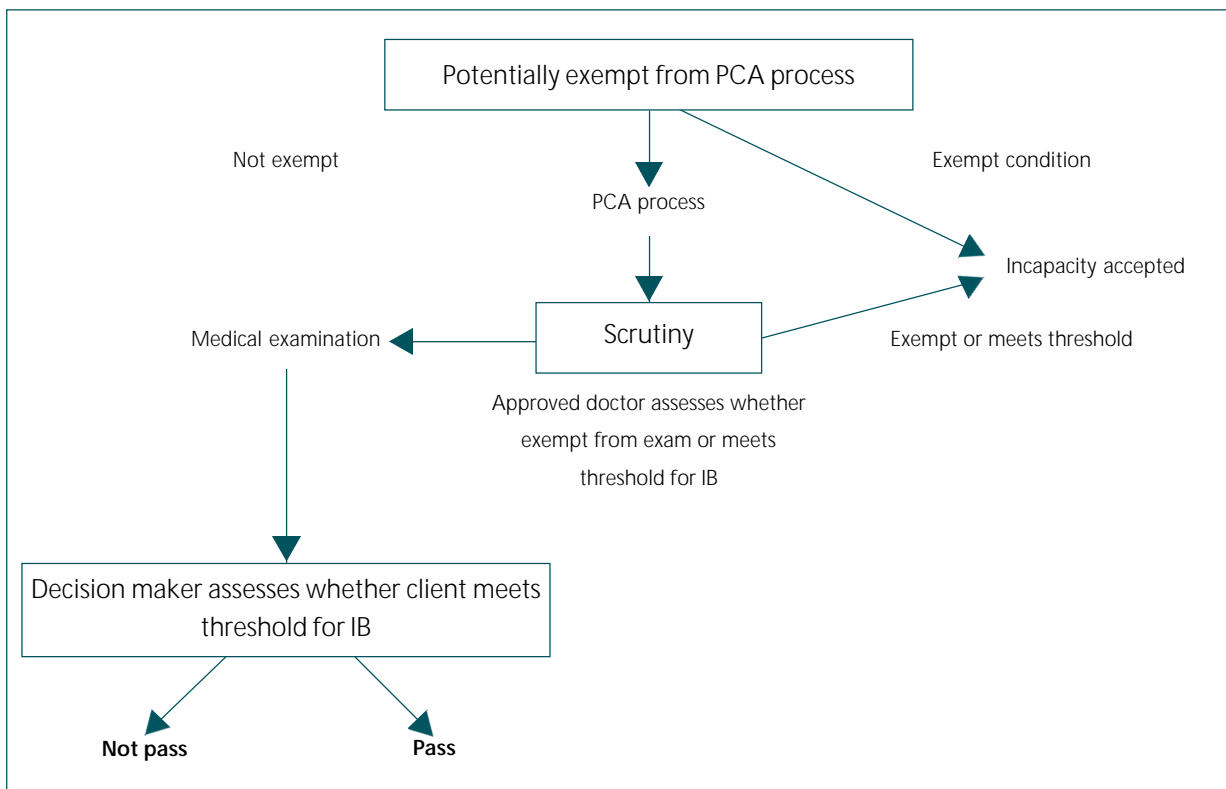 Potentially exempt from PCA process
Not exempt
Exempt condition
PCA process
Incapacity accepted
Medical examination
Scrutiny
Exempt or meets threshold
Approved doctor assesses whether
exempt from exam or meets
threshold for IB
Decision maker assesses whether client meets
threshold for IB
Not pass
Pass